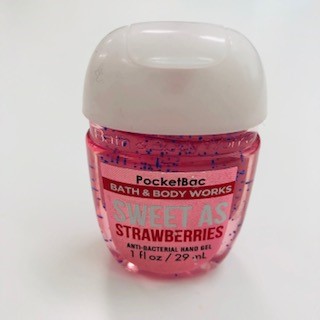 PocketBac
BATH & BODY WORKS
SWEET AS
STRAWBERRIES
ANTI-BACTERIAL HAND GEL
1 fl oz / 29 mL